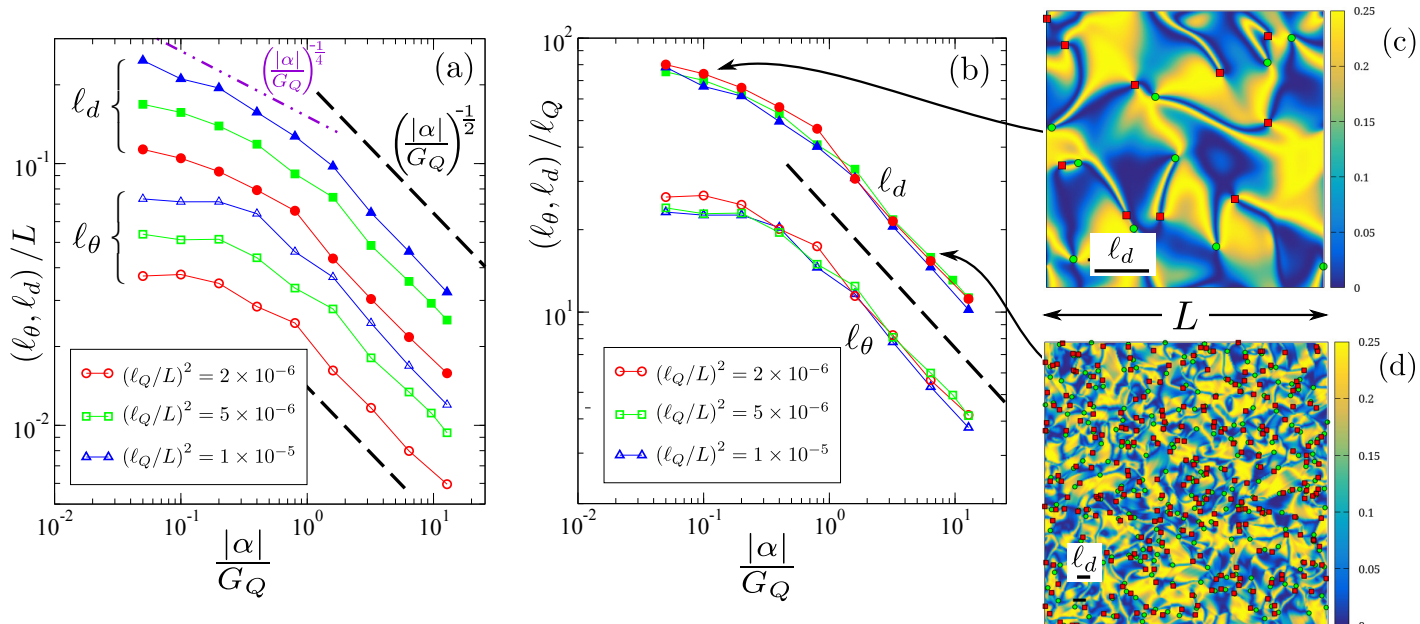 (a)
(ℓ_θ, ℓ_d) / L
10^{-1}
10^{-2}
ℓ_d
ℓ_θ
(|α|/G_Q)^{-1/4}
(|α|/G_Q)^{-1/2}
(ℓ_Q/L)^2 = 2 × 10^{-6}
(ℓ_Q/L)^2 = 5 × 10^{-6}
(ℓ_Q/L)^2 = 1 × 10^{-5}
10^{-2} 10^{-1} 10^0 10^1
|α|/G_Q
(b)
(ℓ_θ, ℓ_d) / ℓ_Q
10^2
10^1
ℓ_d
ℓ_θ
(ℓ_Q/L)^2 = 2 × 10^{-6}
(ℓ_Q/L)^2 = 5 × 10^{-6}
(ℓ_Q/L)^2 = 1 × 10^{-5}
10^{-2} 10^{-1} 10^0 10^1
|α|/G_Q
(c)
0.25
0.2
0.15
0.1
0.05
0
ℓ_d
L
(d)
0.25
0.2
0.15
0.1
0.05
0
ℓ_d